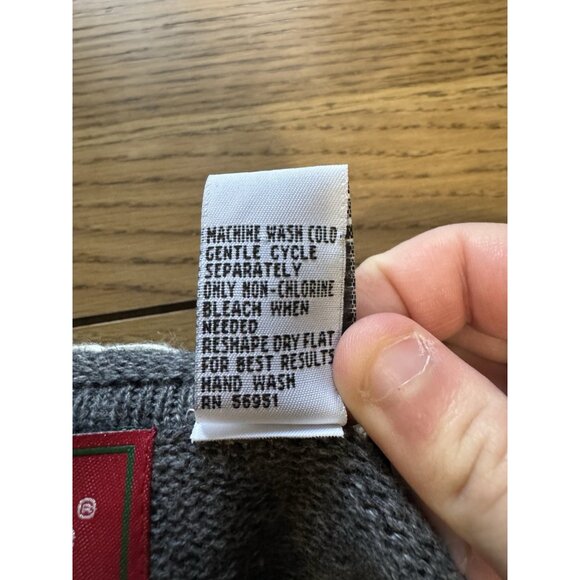 MACHINE WASH COLD
GENTLE CYCLE
SEPARATELY
ONLY NON-CHLORINE
BLEACH WHEN
NEEDED
RESHAPE DRY FLAT
FOR BEST RESULTS
HAND WASH
RN 56951
®